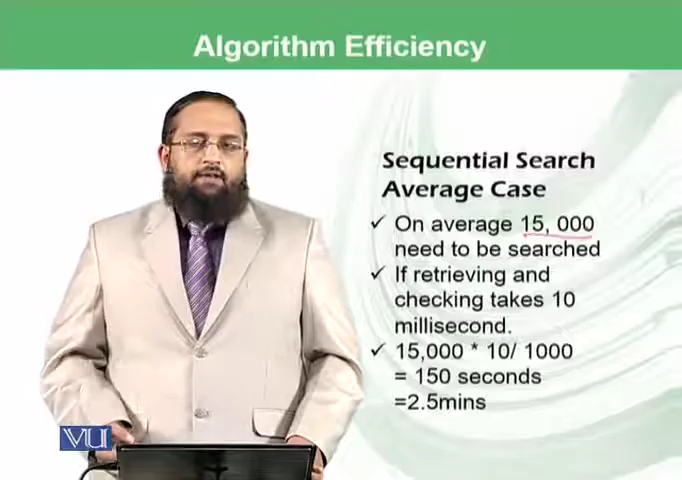 Algorithm Efficiency
Sequential Search
Average Case
✓ On average 15, 000
need to be searched
✓ If retrieving and
checking takes 10
millisecond.
✓ 15,000 * 10/ 1000
= 150 seconds
=2.5mins
VU